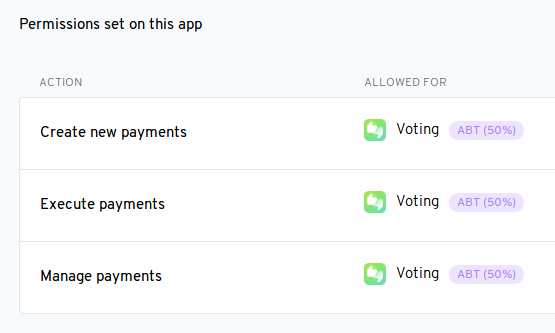 Permissions set on this app
ACTION ALLOWED FOR
Create new payments Voting ABT (50%)
Execute payments Voting ABT (50%)
Manage payments Voting ABT (50%)